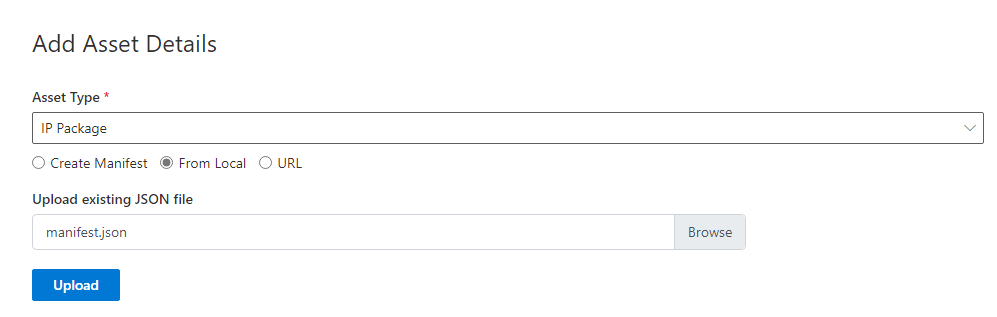 Add Asset Details
Asset Type *
IP Package
Create Manifest From Local URL
Upload existing JSON file
manifest.json Browse
Upload